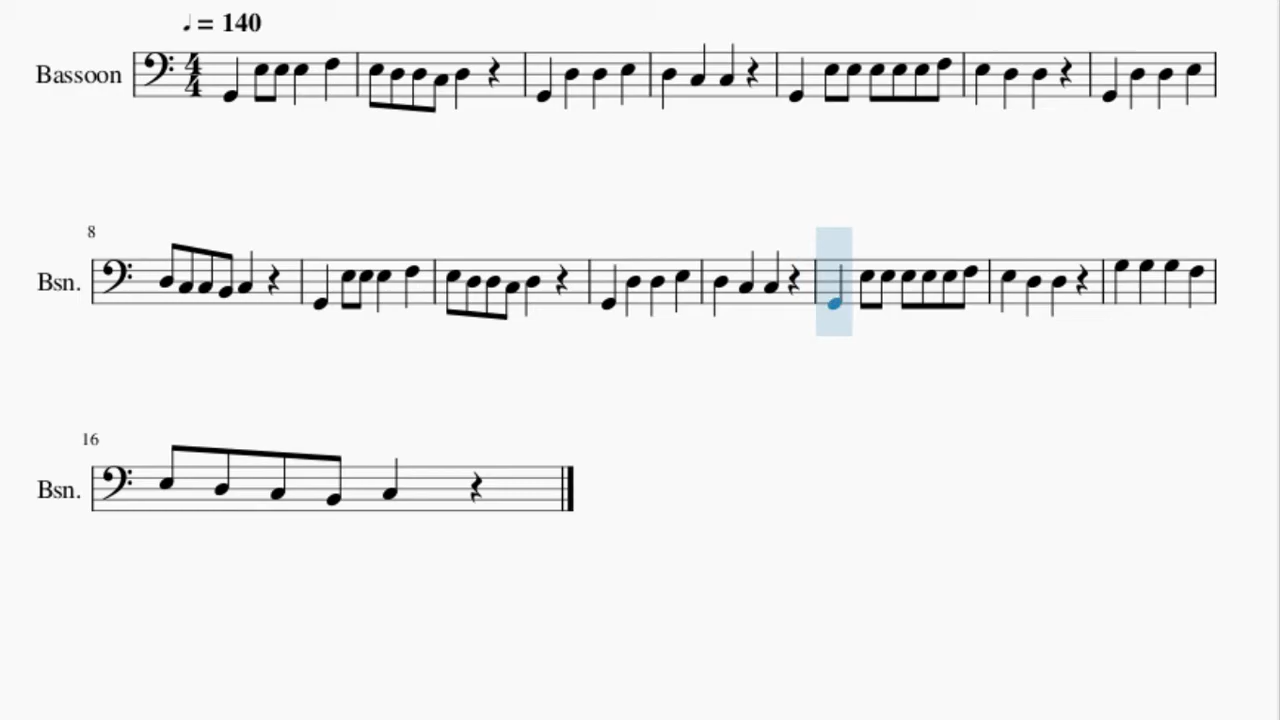 ♩ = 140
Bassoon
4/4
8
Bsn.
16
Bsn.